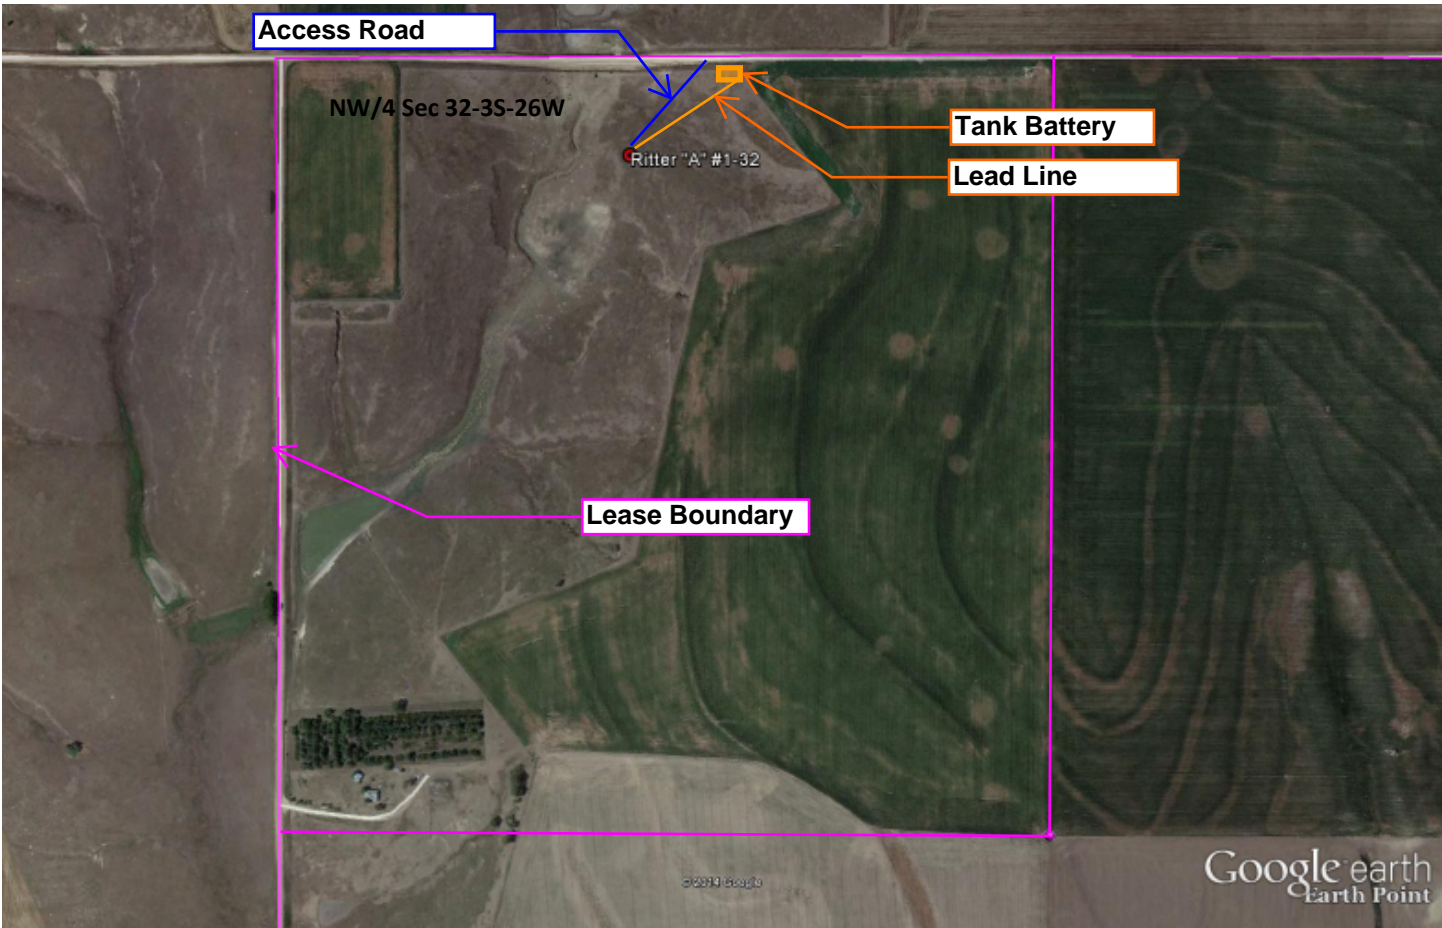 Access Road
NW/4 Sec 32-3S-26W
Tank Battery
Ritter "A" #1-32
Lead Line
Lease Boundary
©2014 Google
Google earth
Earth Point